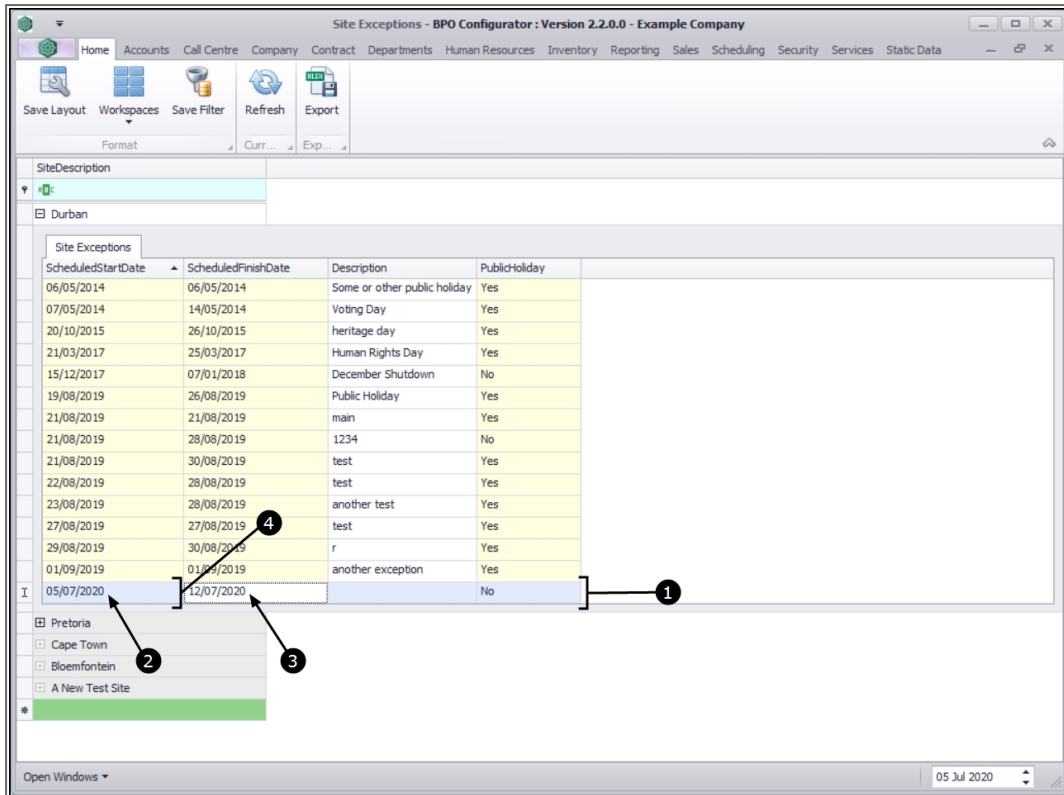 Site Exceptions - BPO Configurator : Version 2.2.0.0 - Example Company
Home Accounts Call Centre Company Contract Departments Human Resources Inventory Reporting Sales Scheduling Security Services Static Data
XLSX
Save Layout Workspaces Save Filter Refresh Export
Format Curr... Exp...
SiteDescription
Durban
Site Exceptions
ScheduledStartDate ScheduledFinishDate Description PublicHoliday
06/05/2014 06/05/2014 Some or other public holiday Yes
07/05/2014 14/05/2014 Voting Day Yes
20/10/2015 26/10/2015 heritage day Yes
21/03/2017 25/03/2017 Human Rights Day Yes
15/12/2017 07/01/2018 December Shutdown No
19/08/2019 26/08/2019 Public Holiday Yes
21/08/2019 21/08/2019 main Yes
21/08/2019 28/08/2019 1234 No
21/08/2019 30/08/2019 test Yes
22/08/2019 28/08/2019 test Yes
23/08/2019 28/08/2019 another test Yes
27/08/2019 27/08/2019 test Yes
4
29/08/2019 30/08/2019 r Yes
01/09/2019 01/09/2019 another exception Yes
05/07/2020 12/07/2020 No
1
Pretoria
Cape Town
2 3
Bloemfontein
A New Test Site
Open Windows 05 Jul 2020